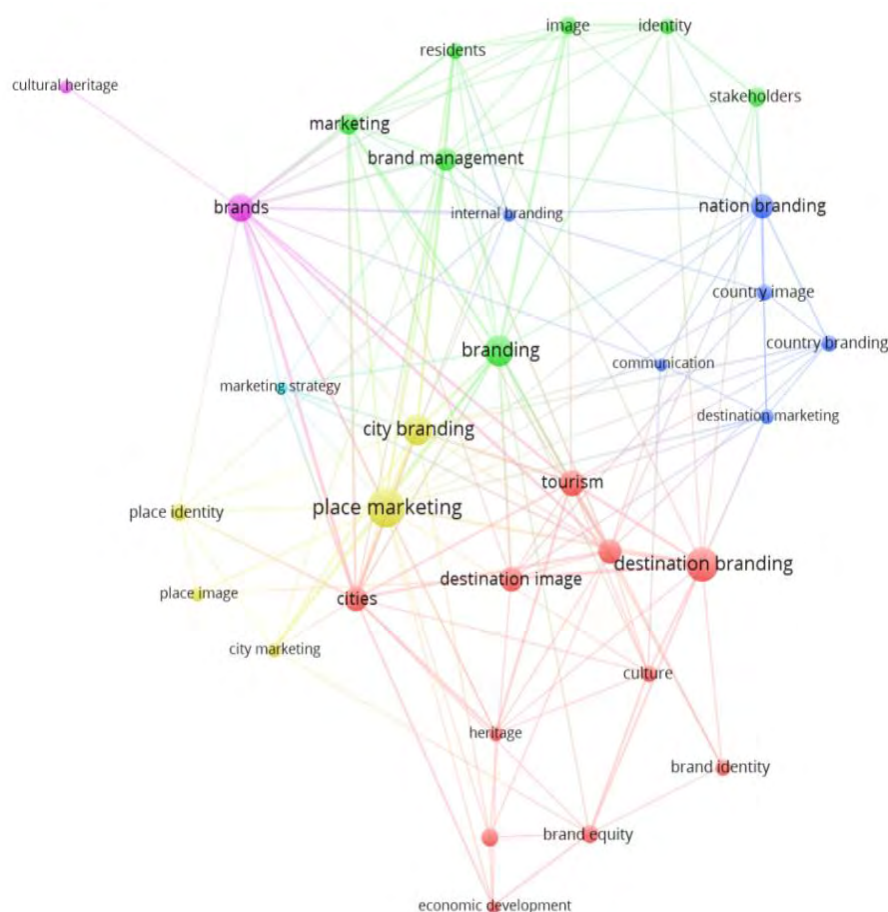 image
identity
residents
cultural heritage
stakeholders
marketing
brand management
brands
nation branding
internal branding
country image
country branding
branding
communication
marketing strategy
destination marketing
city branding
tourism
place marketing
place identity
destination branding
destination image
place image
cities
city marketing
culture
heritage
brand identity
brand equity
economic development